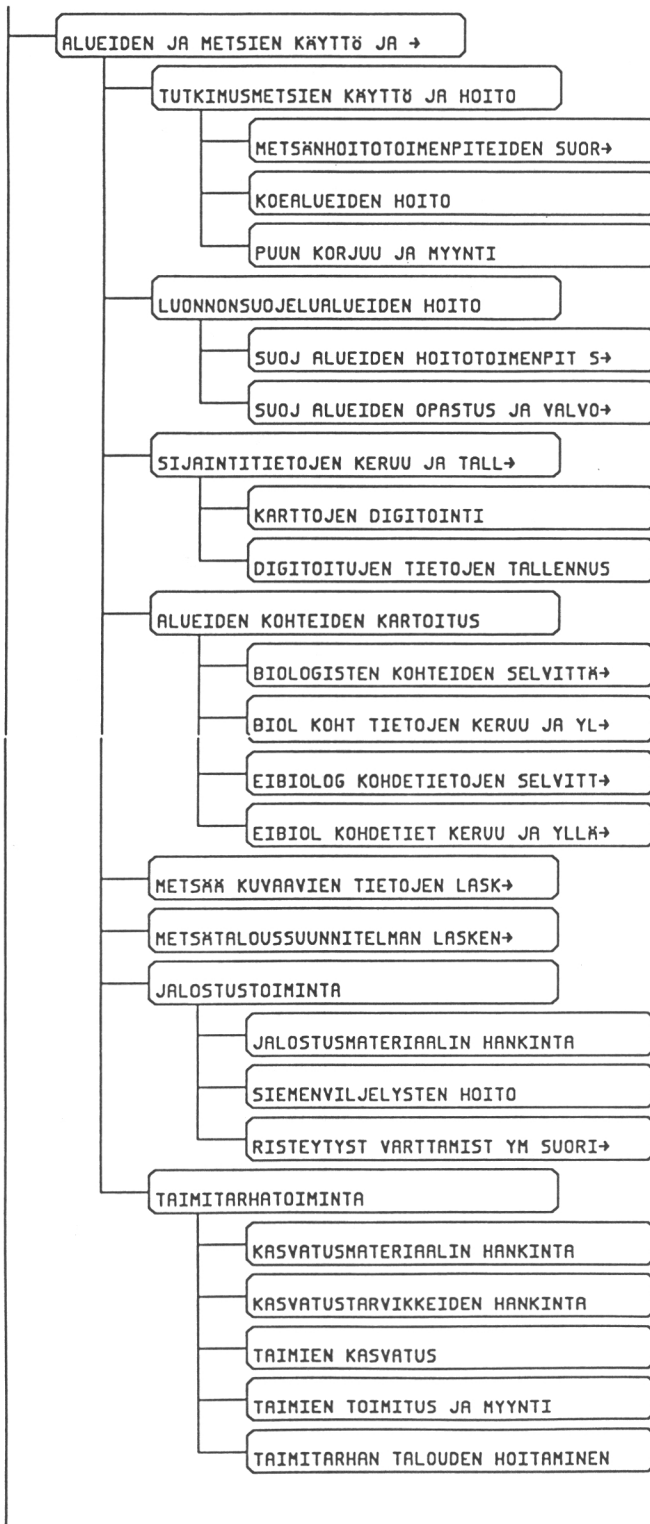 ALUEIDEN JA METSIEN KÄYTTÖ JA →
TUTKIMUSMETSIEN KÄYTTÖ JA HOITO
METSÄNHOITOTOIMENPITEIDEN SUOR→
KOEALUEIDEN HOITO
PUUN KORJUU JA MYYNTI
LUONNONSUOJELUALUEIDEN HOITO
SUOJ ALUEIDEN HOITOTOIMENPIT S→
SUOJ ALUEIDEN OPASTUS JA VALVO→
SIJAINTITIETOJEN KERUU JA TALL→
KARTTOJEN DIGITOINTI
DIGITOITUJEN TIETOJEN TALLENNUS
ALUEIDEN KOHTEIDEN KARTOITUS
BIOLOGISTEN KOHTEIDEN SELVITTÄ→
BIOL KOHT TIETOJEN KERUU JA YL→
EIBIOLOG KOHDETIETOJEN SELVITT→
EIBIOL KOHDETIET KERUU JA YLLÄ→
METSÄÄ KUVAAVIEN TIETOJEN LASK→
METSÄTALOUSSUUNNITELMAN LASKEN→
JALOSTUSTOIMINTA
JALOSTUSMATERIAALIN HANKINTA
SIEMENVILJELYSTEN HOITO
RISTEYTYST VARTTAMIST YM SUORI→
TAIMITARHATOIMINTA
KASVATUSMATERIAALIN HANKINTA
KASVATUSTARVIKKEIDEN HANKINTA
TAIMIEN KASVATUS
TAIMIEN TOIMITUS JA MYYNTI
TAIMITARHAN TALOUDEN HOITAMINEN